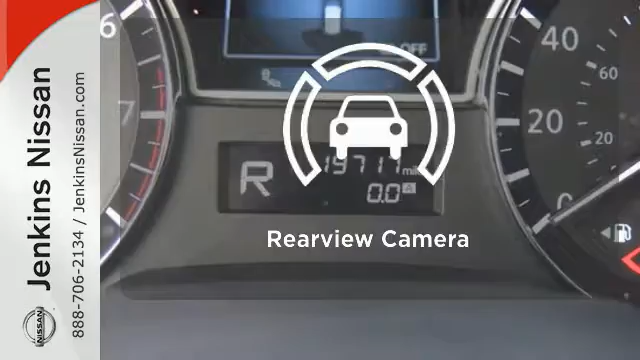 Jenkins Nissan
888-706-2134 / JenkinsNissan.com
NISSAN
6
7
OFF
R
19711
0.0 A
Rearview Camera
40
60
20
20